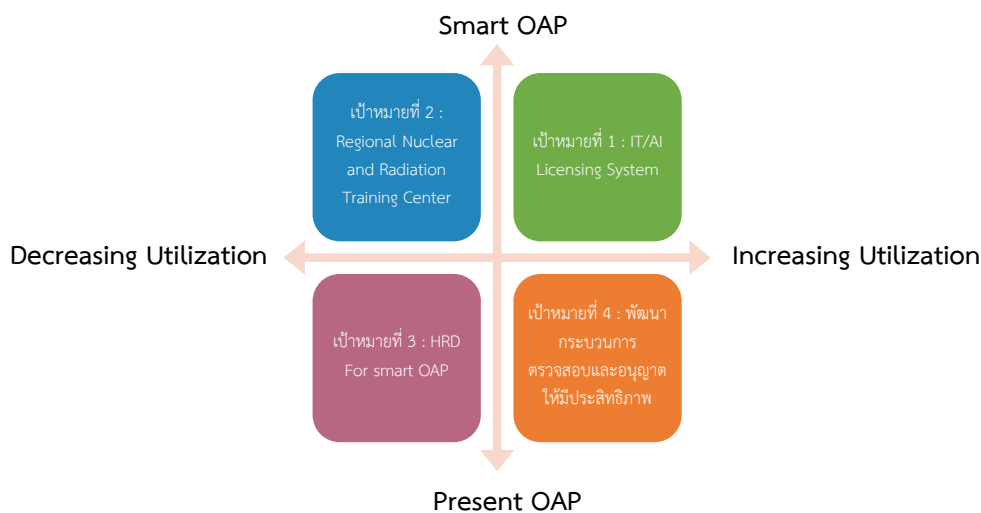 Smart OAP
เป้าหมายที่ 2 :
Regional Nuclear
and Radiation
Training Center
เป้าหมายที่ 1 : IT/AI
Licensing System
Decreasing Utilization
Increasing Utilization
เป้าหมายที่ 3 : HRD
For smart OAP
เป้าหมายที่ 4 : พัฒนา
กระบวนการ
ตรวจสอบและอนุญาต
ให้มีประสิทธิภาพ
Present OAP